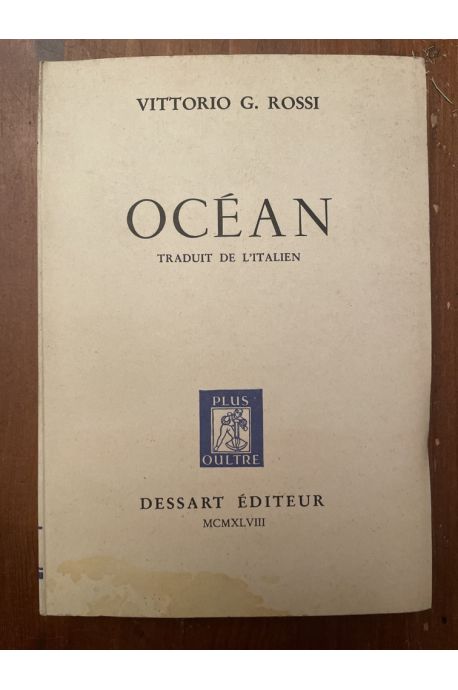 VITTORIO G. ROSSI
OCÉAN
TRADUIT DE L'ITALIEN
PLUS
OULTRE
DESSART ÉDITEUR
MCMXLVIII